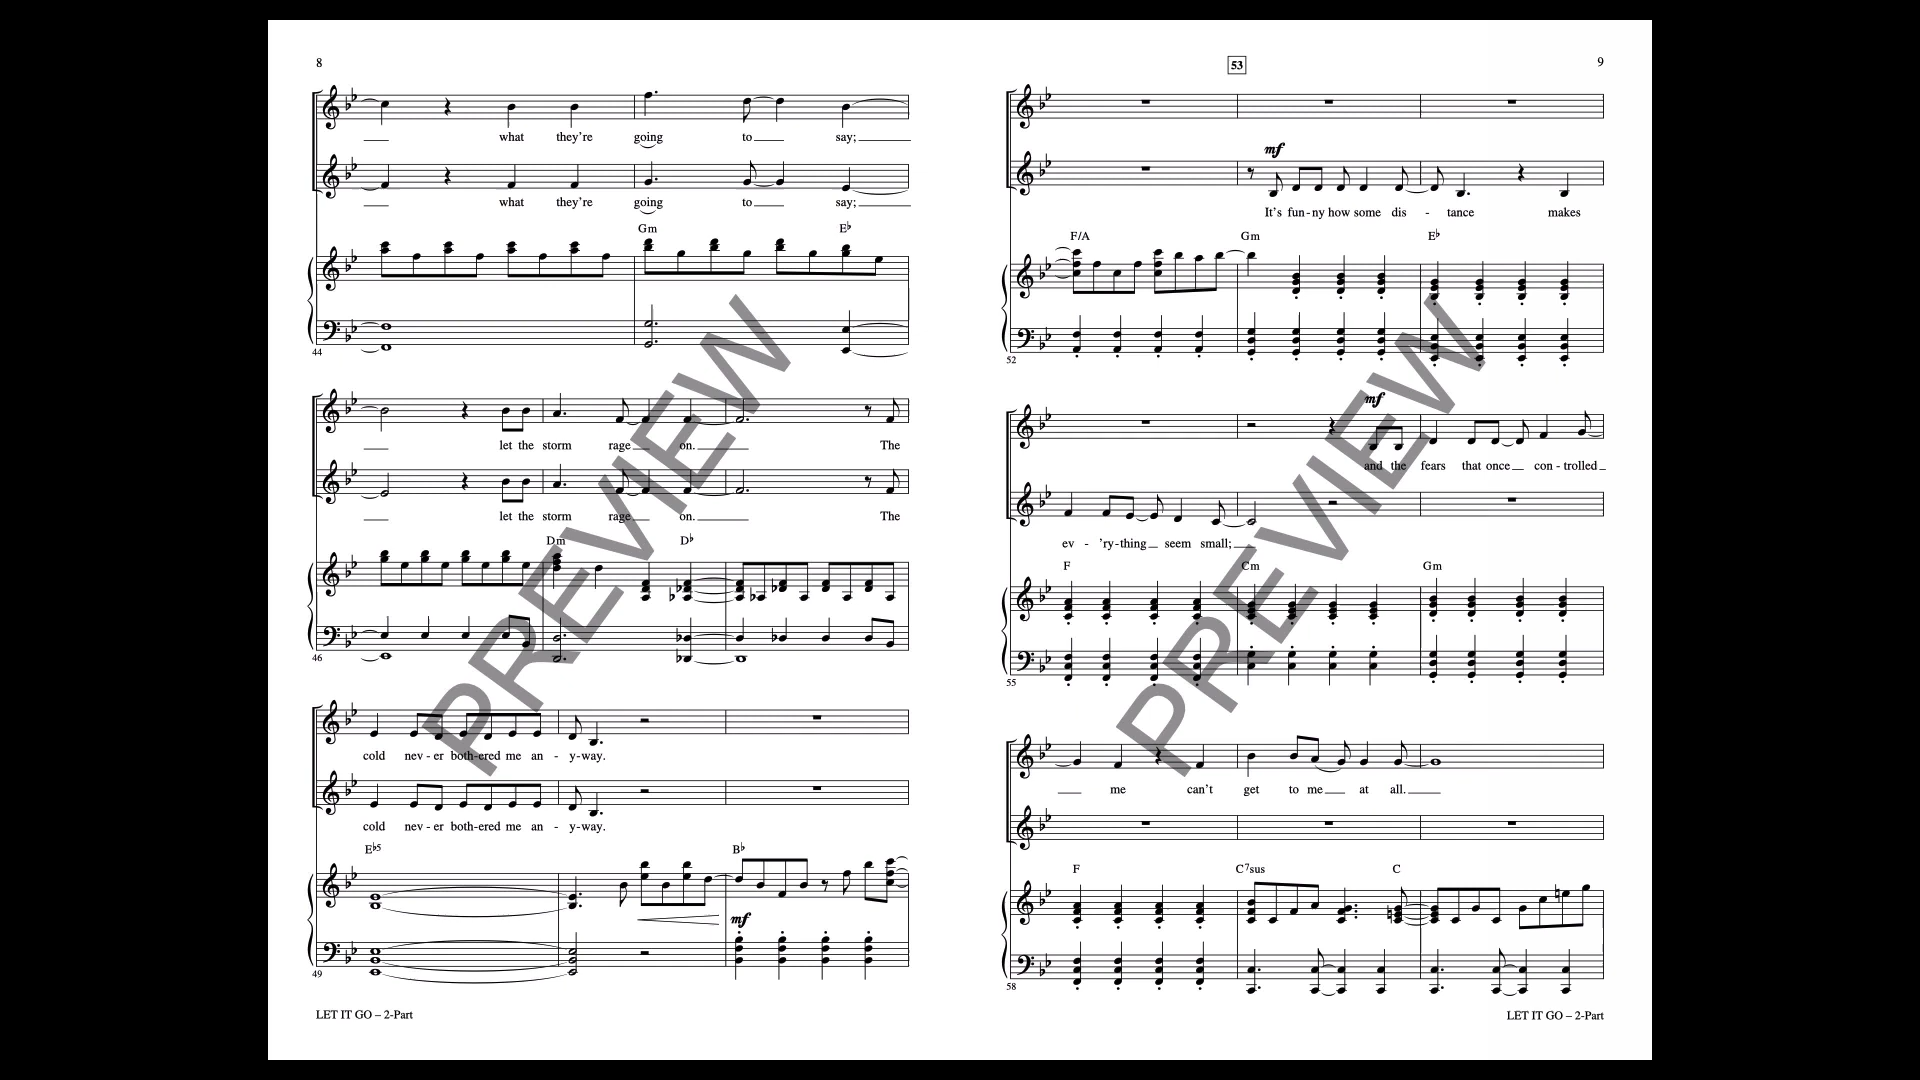 8
what they're going to say;
what they're going to say;
Gm E♭
44
let the storm rage on. The
let the storm rage on. The
Dm D♭
46
cold nev - er both-ered me an - y-way.
cold nev - er both-ered me an - y-way.
E♭5 B♭
mf
49
LET IT GO – 2-Part
53
9
mf
It's fun-ny how some dis - tance makes
F/A Gm E♭
52
mf
and the fears that once con - trolled
ev - 'ry-thing seem small;
F Cm Gm
55
me can't get to me at all.
F C7sus C
58
LET IT GO – 2-Part
PREVIEW
PREVIEW